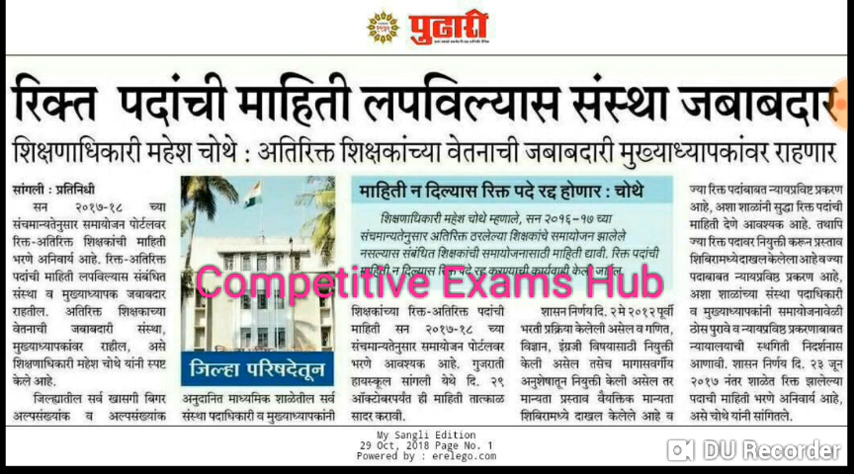 पुढारी
रिक्त पदांची माहिती लपविल्यास संस्था जबाबदार
शिक्षणाधिकारी महेश चोथे : अतिरिक्त शिक्षकांच्या वेतनाची जबाबदारी मुख्याध्यापकांवर राहणार
सांगली : प्रतिनिधी
सन २०१७-१८ च्या
संचमान्यतेनुसार समायोजन पोर्टलवर
रिक्त-अतिरिक्त शिक्षकांची माहिती
भरणे अनिवार्य आहे. रिक्त-अतिरिक्त
पदांची माहिती लपविल्यास संबंधित
संस्था व मुख्याध्यापक जबाबदार
राहतील. अतिरिक्त शिक्षकाच्या
वेतनाची जबाबदारी संस्था,
मुख्याध्यापकांवर राहील, असे
शिक्षणाधिकारी महेश चोथे यांनी स्पष्ट
केले आहे.
जिल्ह्यातील सर्व खासगी बिगर
अल्पसंख्यांक व अल्पसंख्यांक
जिल्हा परिषदेतून
अनुदानित माध्यमिक शाळेतील सर्व
संस्था पदाधिकारी व मुख्याध्यापकांनी
माहिती न दिल्यास रिक्त पदे रद्द होणार : चोथे
शिक्षणाधिकारी महेश चोथे म्हणाले, सन २०१६-१७ च्या
संचमान्यतेनुसार अतिरिक्त ठरलेल्या शिक्षकांचे समायोजन झालेले
नसल्यास संबंधित शिक्षकांची समायोजनासाठी माहिती द्यावी. रिक्त पदांची
माहिती न दिल्यास रिक्त पदे रद्द करण्याची कार्यवाही केली जाईल.
Competitive Exams Hub
शिक्षकांच्या रिक्त-अतिरिक्त पदांची
माहिती सन २०१७-१८ च्या
संचमान्यतेनुसार समायोजन पोर्टलवर
भरणे आवश्यक आहे. गुजराती
हायस्कूल सांगली येथे दि. २९
ऑक्टोबरपर्यंत ही माहिती तात्काळ
सादर करावी.
शासन निर्णय दि. २ मे २०१२ पूर्वी
भरती प्रक्रिया केलेली असेल व गणित,
विज्ञान, इंग्रजी विषयासाठी नियुक्ती
केली असेल तसेच मागासवर्गीय
अनुशेषातून नियुक्ती केली असेल तर
मान्यता प्रस्ताव वैयक्तिक मान्यता
शिबिरामध्ये दाखल केलेले आहे व
ज्या रिक्त पदांबाबत न्यायप्रविष्ट प्रकरण
आहे, अशा शाळांनी सुद्धा रिक्त पदांची
माहिती देणे आवश्यक आहे. तथापि
ज्या रिक्त पदावर नियुक्ती करून प्रस्ताव
शिबिरामध्ये दाखल केलेला आहे व ज्या
पदाबाबत न्यायप्रविष्ठ प्रकरण आहे,
अशा शाळांच्या संस्था पदाधिकारी
व मुख्याध्यापकांनी समायोजनावेळी
ठोस पुरावे व न्यायप्रविष्ठ प्रकरणाबाबत
न्यायालयाची स्थगिती निदर्शनास
आणावी. शासन निर्णय दि. २३ जून
२०१७ नंतर शाळेत रिक्त झालेल्या
पदाची माहिती भरणे अनिवार्य आहे,
असे चोथे यांनी सांगितले.
My Sangli Edition
29 Oct, 2018 Page No. 1
Powered by : erelego.com
DU Recorder